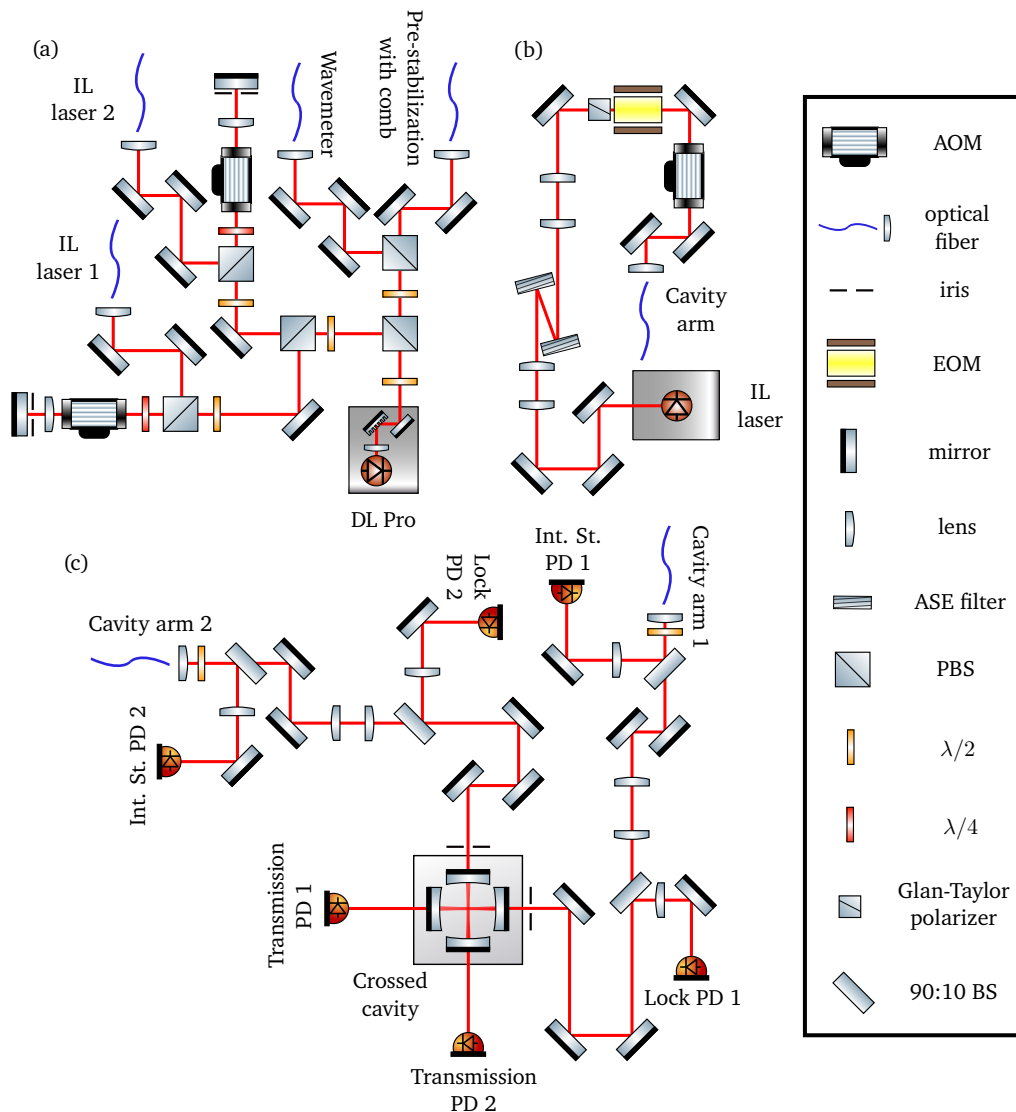 (a)
IL
laser 2
IL
laser 1
Wavemeter
Pre-stabilization
with comb
DL Pro
(b)
Cavity
arm
IL
laser
(c)
Cavity arm 2
Int. St. PD 2
Lock
PD 2
Int. St.
PD 1
Cavity arm 1
Transmission
PD 1
Crossed
cavity
Lock PD 1
Transmission
PD 2
AOM
optical
fiber
iris
EOM
mirror
lens
ASE filter
PBS
λ/2
λ/4
Glan-Taylor
polarizer
90:10 BS